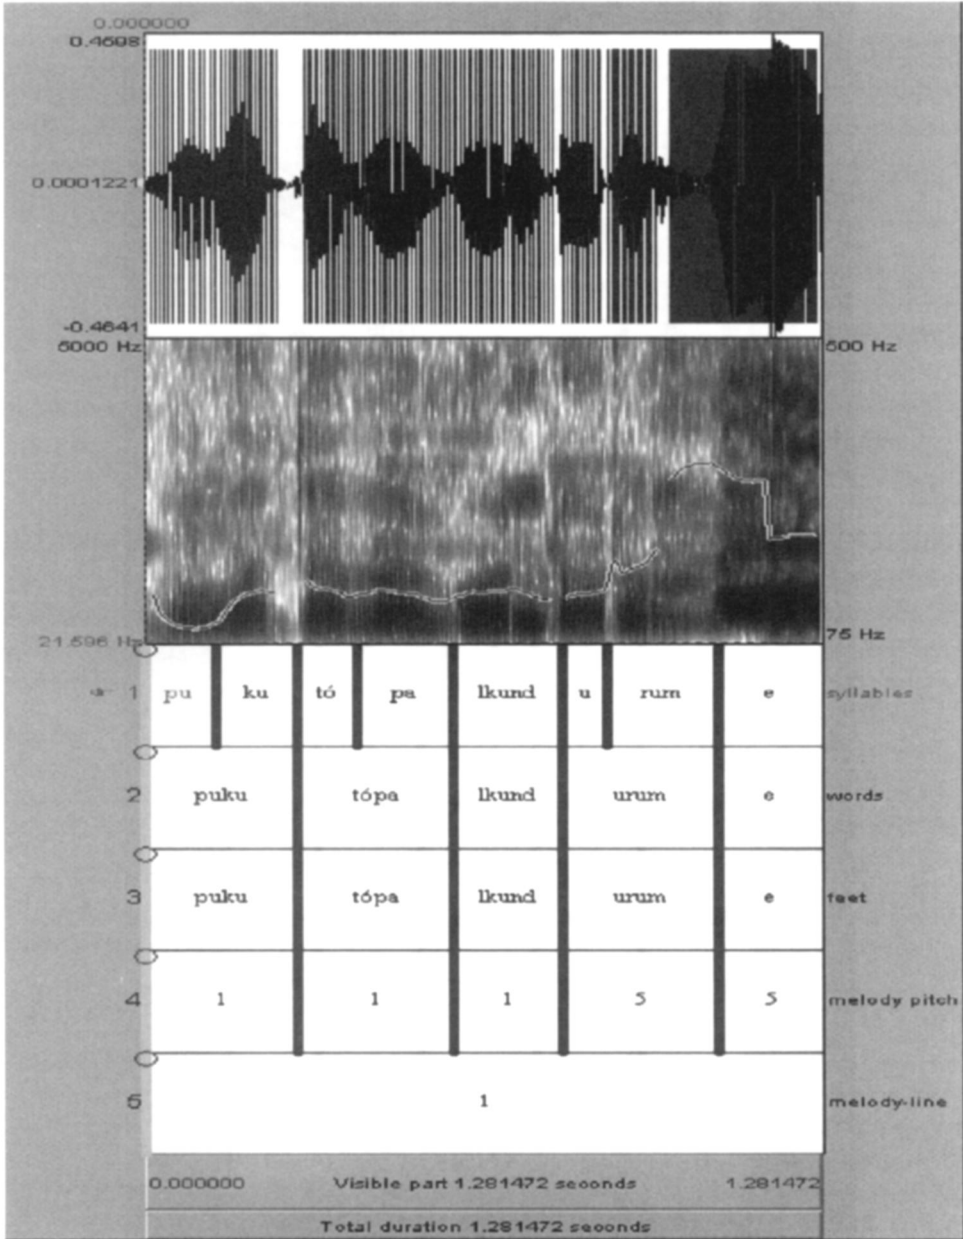 0.000000
0.4698
0.0001221
-0.4641
5000 Hz 500 Hz
21.596 Hz 75 Hz
1 pu ku tó pa lkund u rum e syllables
2 puku tópa lkund urum e words
3 puku tópa lkund urum e feet
4 1 1 1 5 5 melody pitch
5 1 melody-line
0.000000 Visible part 1.281472 seconds 1.281472
Total duration 1.281472 seconds